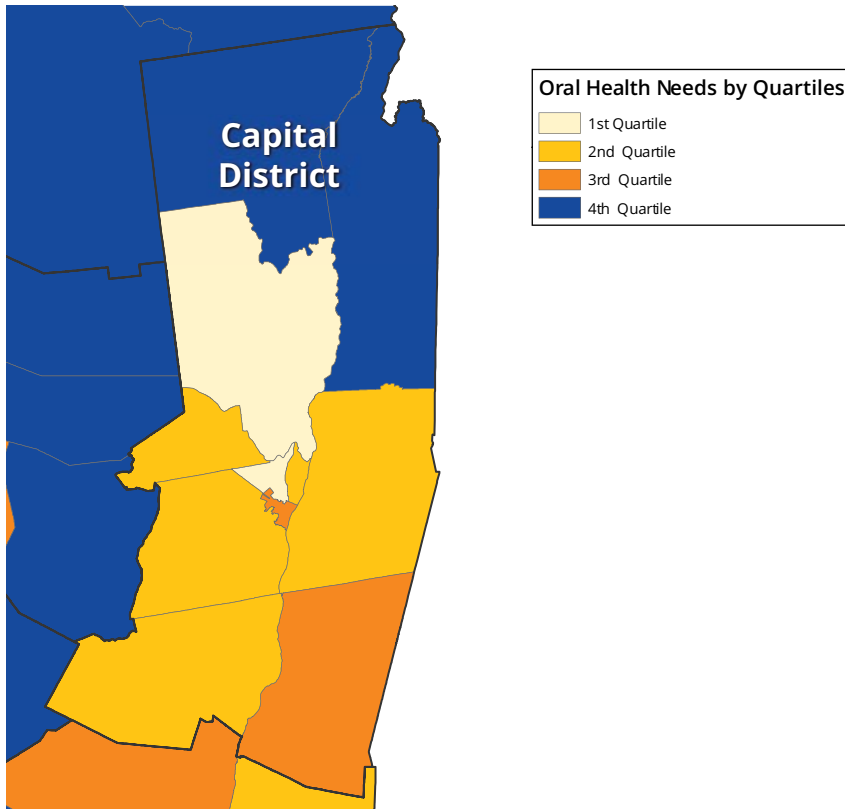 Capital
District
Oral Health Needs by Quartiles
1st Quartile
2nd Quartile
3rd Quartile
4th Quartile